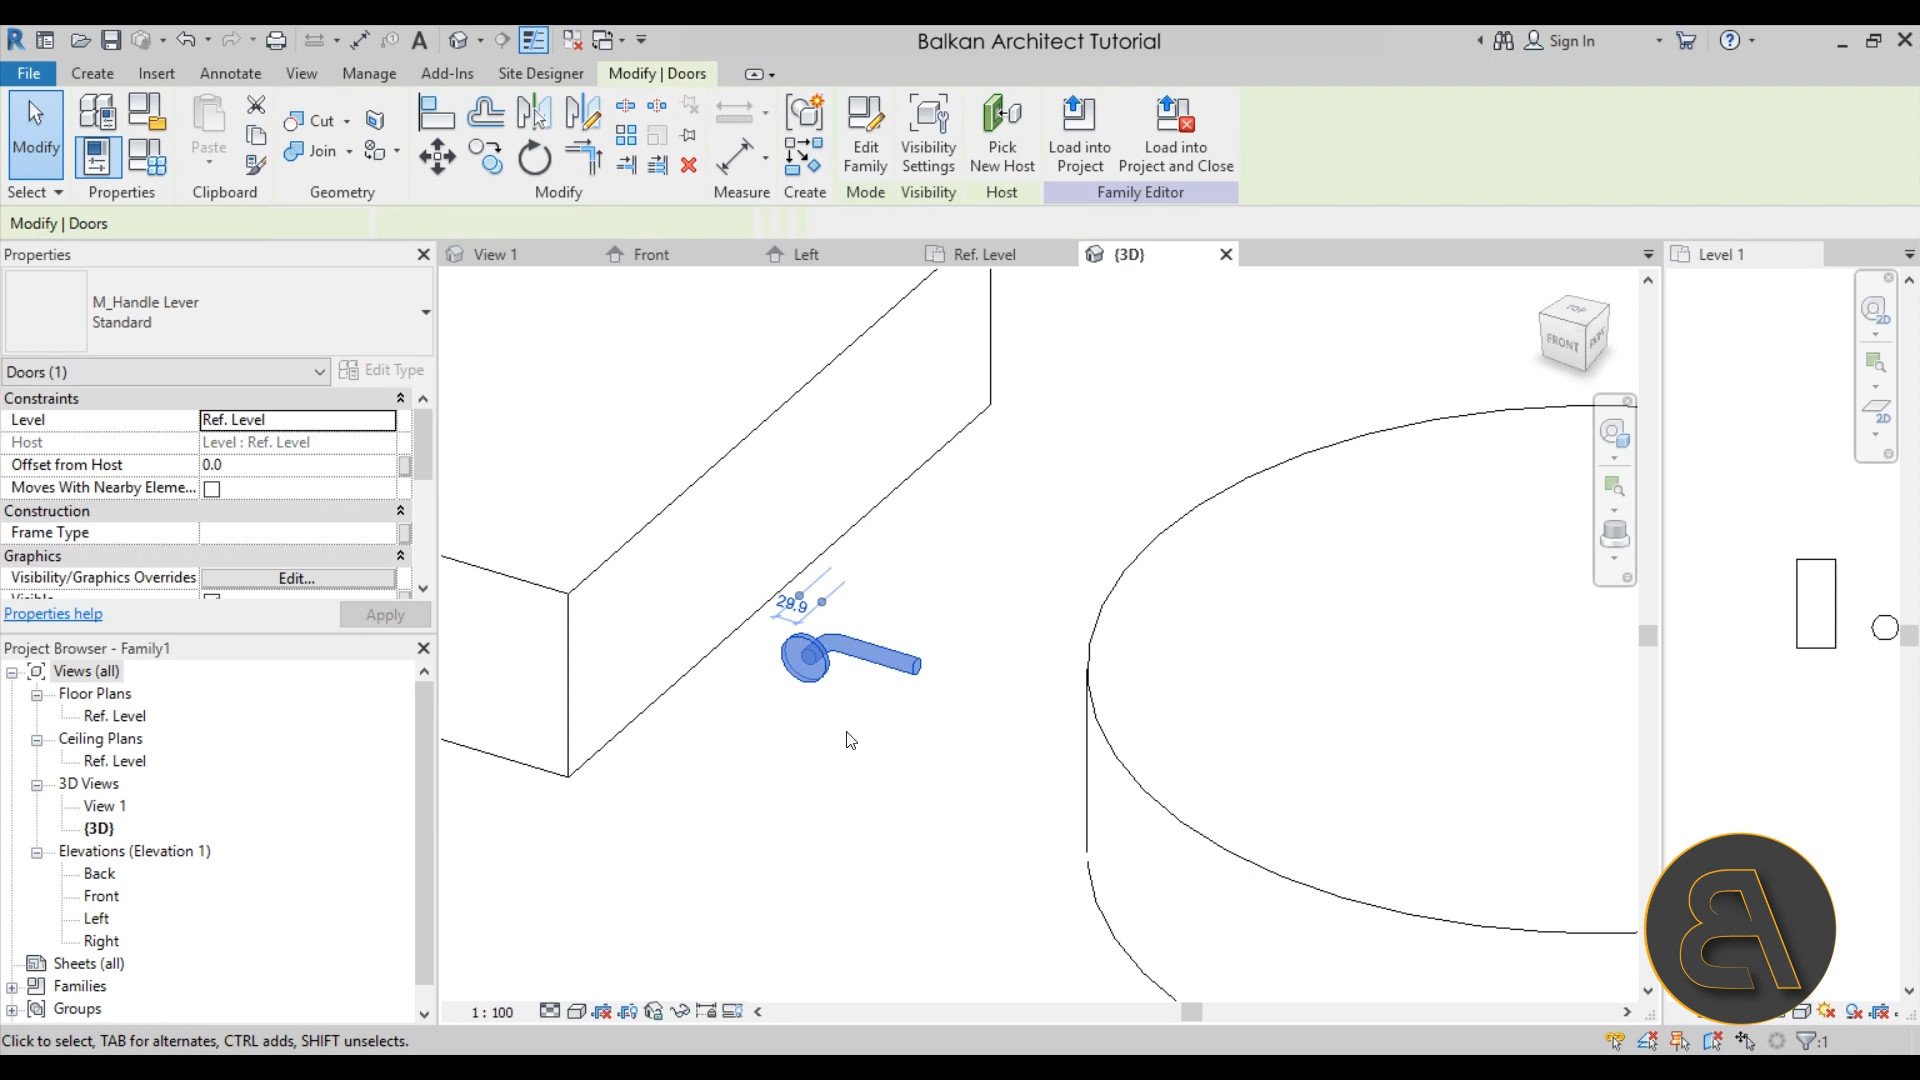 Balkan Architect Tutorial
Sign In
File Create Insert Annotate View Manage Add-Ins Site Designer Modify | Doors
Modify
Paste
Cut
Join
Edit Family
Visibility Settings
Pick New Host
Load into Project
Load into Project and Close
Select Properties Clipboard Geometry Modify Measure Create Mode Visibility Host Family Editor
Modify | Doors
Properties
View 1 Front Left Ref. Level {3D} Level 1
M_Handle Lever
Standard
Doors (1) Edit Type
Constraints
Level Ref. Level
Host Level : Ref. Level
Offset from Host 0.0
Moves With Nearby Eleme...
Construction
Frame Type
Graphics
Visibility/Graphics Overrides Edit...
Properties help Apply
Project Browser - Family1
Views (all)
Floor Plans
Ref. Level
Ceiling Plans
Ref. Level
3D Views
View 1
{3D}
Elevations (Elevation 1)
Back
Front
Left
Right
Sheets (all)
Families
Groups
29.9
TOP
FRONT
2D
2D
1 : 100
Click to select, TAB for alternates, CTRL adds, SHIFT unselects.
:1